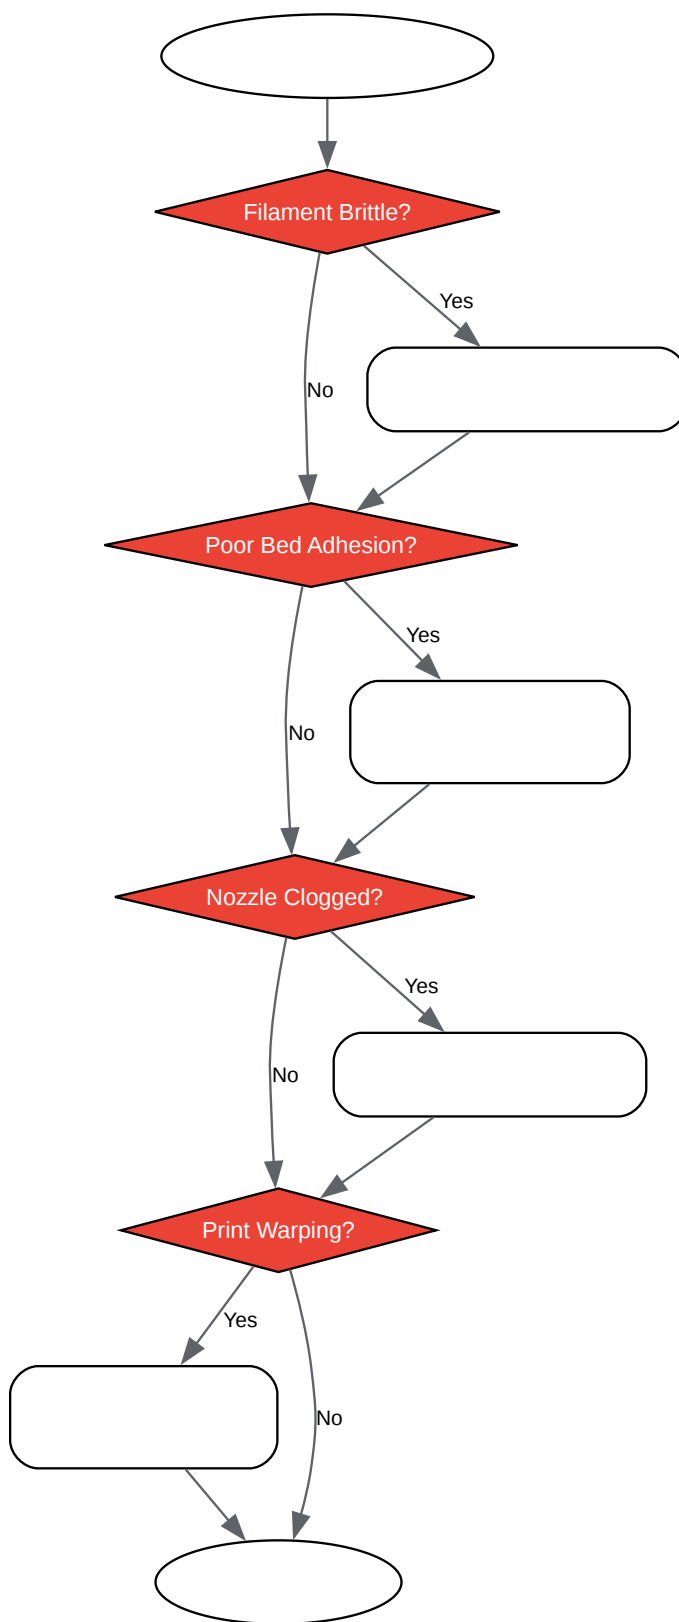 Filament Brittle?
Yes
No
Poor Bed Adhesion?
Yes
No
Nozzle Clogged?
Yes
No
Print Warping?
Yes
No